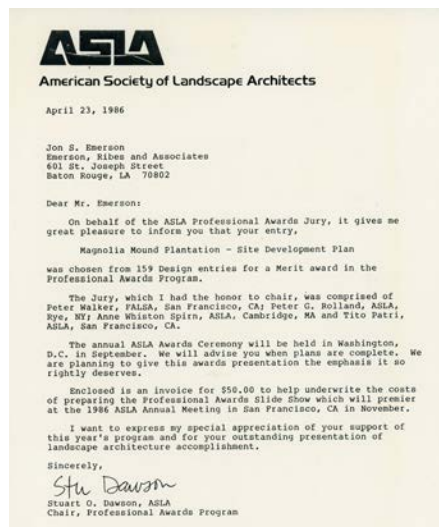 ASLA
American Society of Landscape Architects
April 23, 1986
Jon S. Emerson
Emerson, Ribes and Associates
601 St. Joseph Street
Baton Rouge, LA 70802
Dear Mr. Emerson:
On behalf of the ASLA Professional Awards Jury, it gives me
great pleasure to inform you that your entry,
Magnolia Mound Plantation - Site Development Plan
was chosen from 159 Design entries for a Merit award in the
Professional Awards Program.
The Jury, which I had the honor to chair, was comprised of
Peter Walker, FALSA, San Francisco, CA; Peter G. Rolland, ASLA,
Rye, NY; Anne Whiston Spirn, ASLA, Cambridge, MA and Tito Patri,
ASLA, San Francisco, CA.
The annual ASLA Awards Ceremony will be held in Washington,
D.C. in September. We will advise you when plans are complete. We
are planning to give this awards presentation the emphasis it so
rightly deserves.
Enclosed is an invoice for $50.00 to help underwrite the costs
of preparing the Professional Awards Slide Show which will premier
at the 1986 ASLA Annual Meeting in San Francisco, CA in November.
I want to express my special appreciation of your support of
this year's program and for your outstanding presentation of
landscape architecture accomplishment.
Sincerely,
Stu Dawson
Stuart O. Dawson, ASLA
Chair, Professional Awards Program